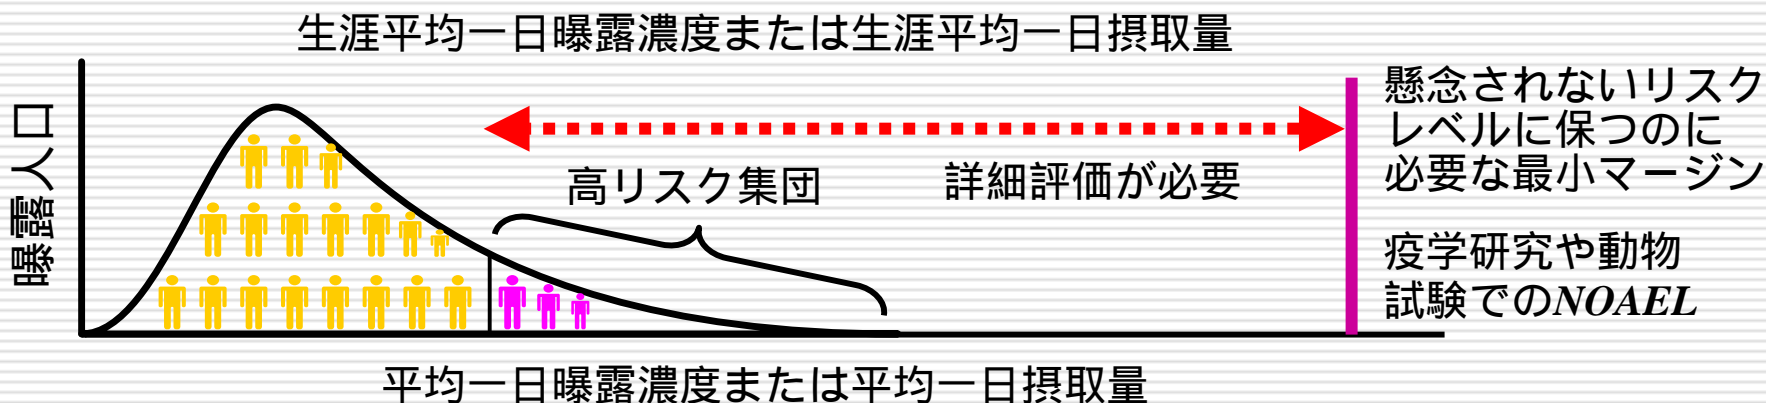 生涯平均一日曝露濃度または生涯平均一日摂取量
曝露人口
高リスク集団
詳細評価が必要
懸念されないリスク
レベルに保つのに
必要な最小マージン
疫学研究や動物
試験でのNOAEL
平均一日曝露濃度または平均一日摂取量